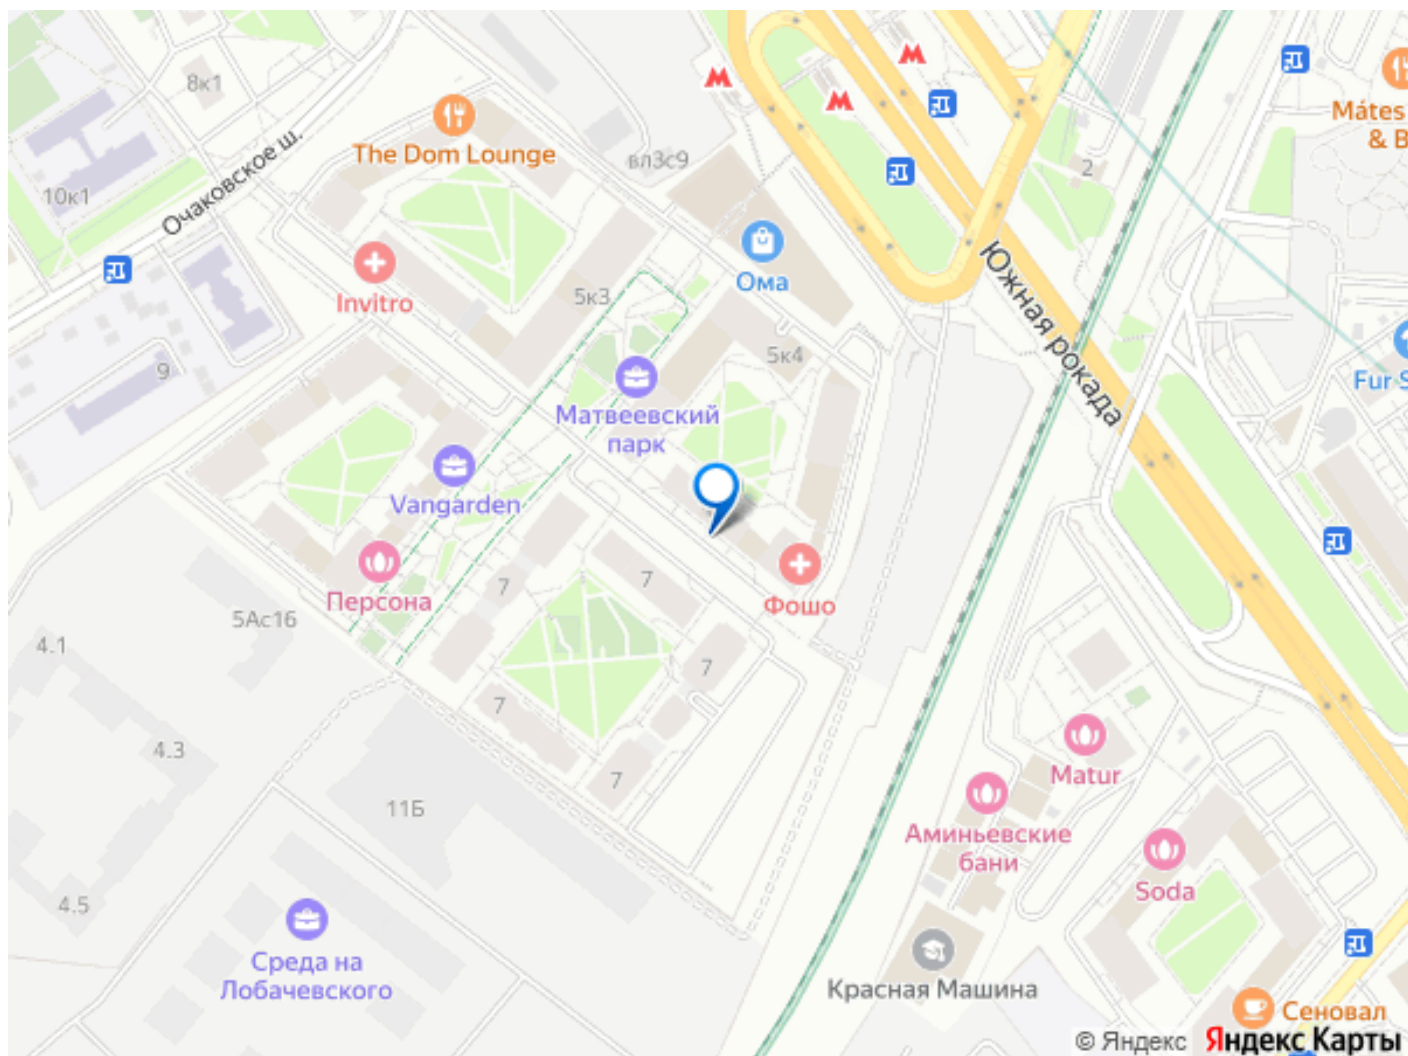 8к1
The Dom Lounge
вл3с9
2
Mátes
& B
10к1
Очаковское ш.
Invitro
5к3
Ома
Южная рокада
5к4
Fur S
9
Матвеевский
парк
Vangarden
Персона
7
7
Фошо
5Ас16
4.1
7
7
4.3
7
11Б
Matur
Аминьевские
бани
Soda
4.5
Среда на
Лобачевского
Красная Машина
Сеновал
© Яндекс Яндекс Карты